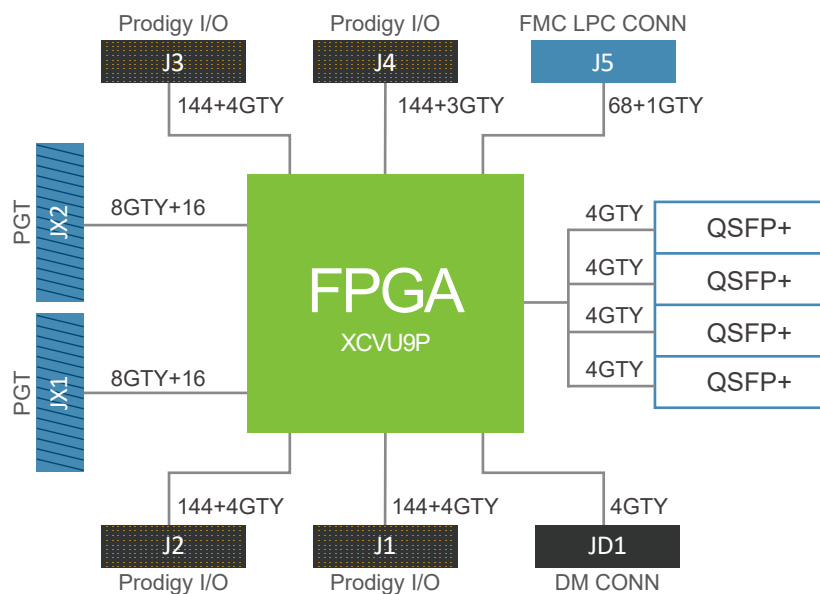 Prodigy I/O
Prodigy I/O
FMC LPC CONN
J3
J4
J5
144+4GTY
144+3GTY
68+1GTY
PGT
JX2
8GTY+16
4GTY
QSFP+
4GTY
QSFP+
4GTY
QSFP+
4GTY
QSFP+
FPGA
XCVU9P
PGT
JX1
8GTY+16
144+4GTY
144+4GTY
4GTY
J2
J1
JD1
Prodigy I/O
Prodigy I/O
DM CONN